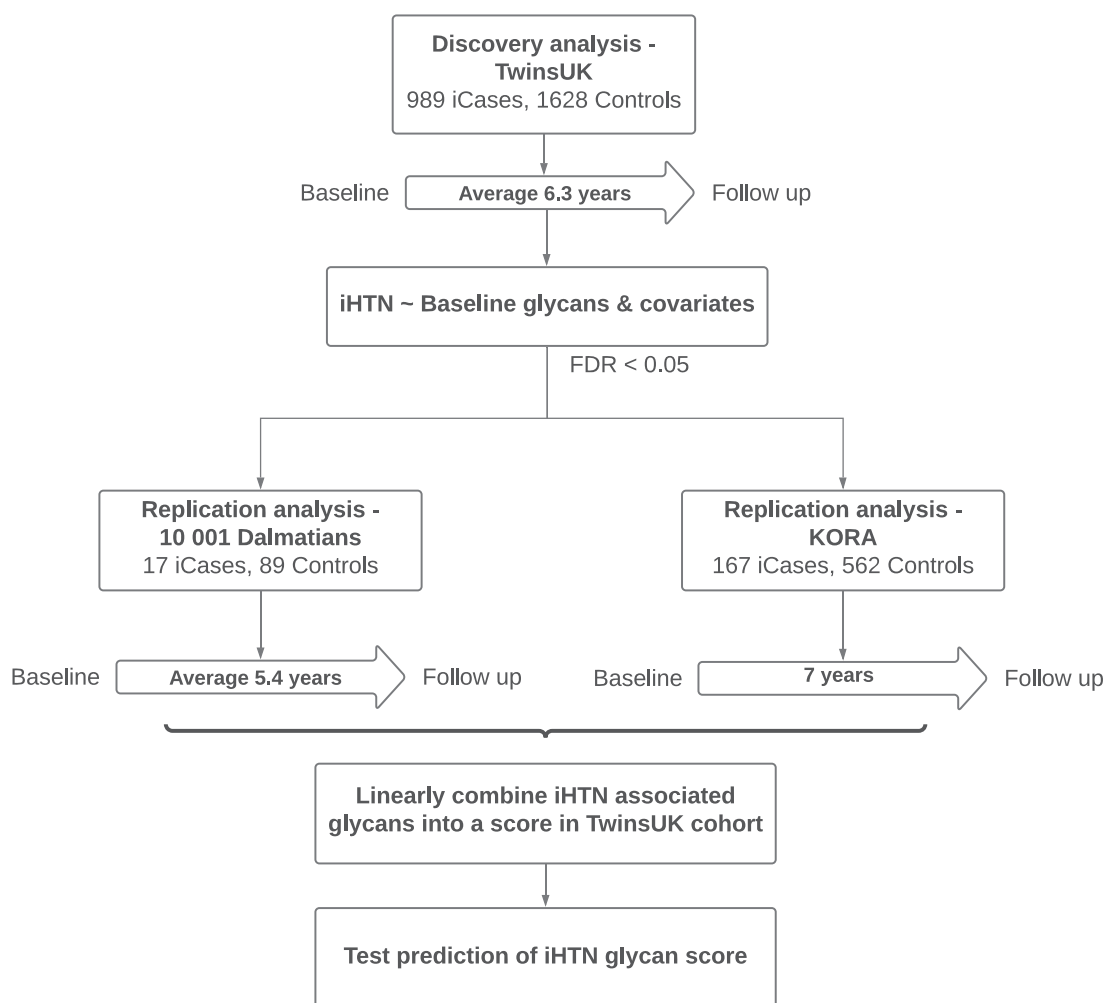 Discovery analysis -
TwinsUK
989 iCases, 1628 Controls
Baseline
Average 6.3 years
Follow up
iHTN ~ Baseline glycans & covariates
FDR < 0.05
Replication analysis -
10 001 Dalmatians
17 iCases, 89 Controls
Replication analysis -
KORA
167 iCases, 562 Controls
Baseline
Average 5.4 years
Follow up
Baseline
7 years
Follow up
Linearly combine iHTN associated
glycans into a score in TwinsUK cohort
Test prediction of iHTN glycan score